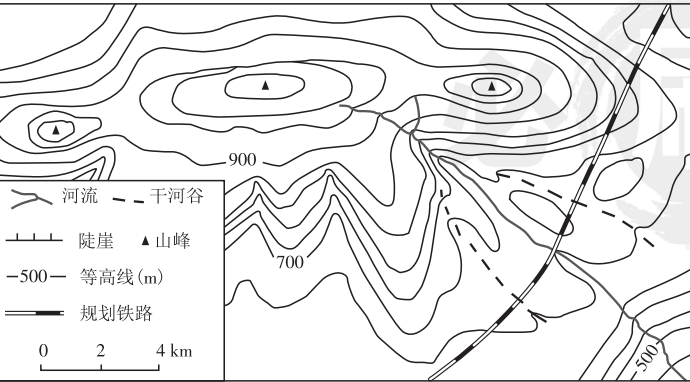 900
700
500
河流 干河谷
陡崖 ▲山峰
—500— 等高线(m)
规划铁路
0 2 4 km